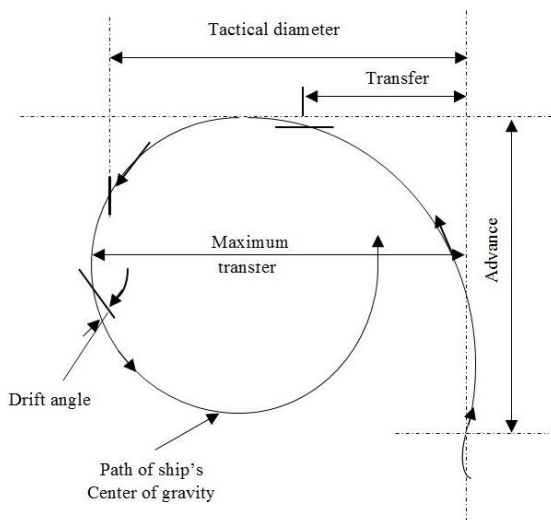 Tactical diameter
Transfer
Advance
Maximum
transfer
Drift angle
Path of ship's
Center of gravity